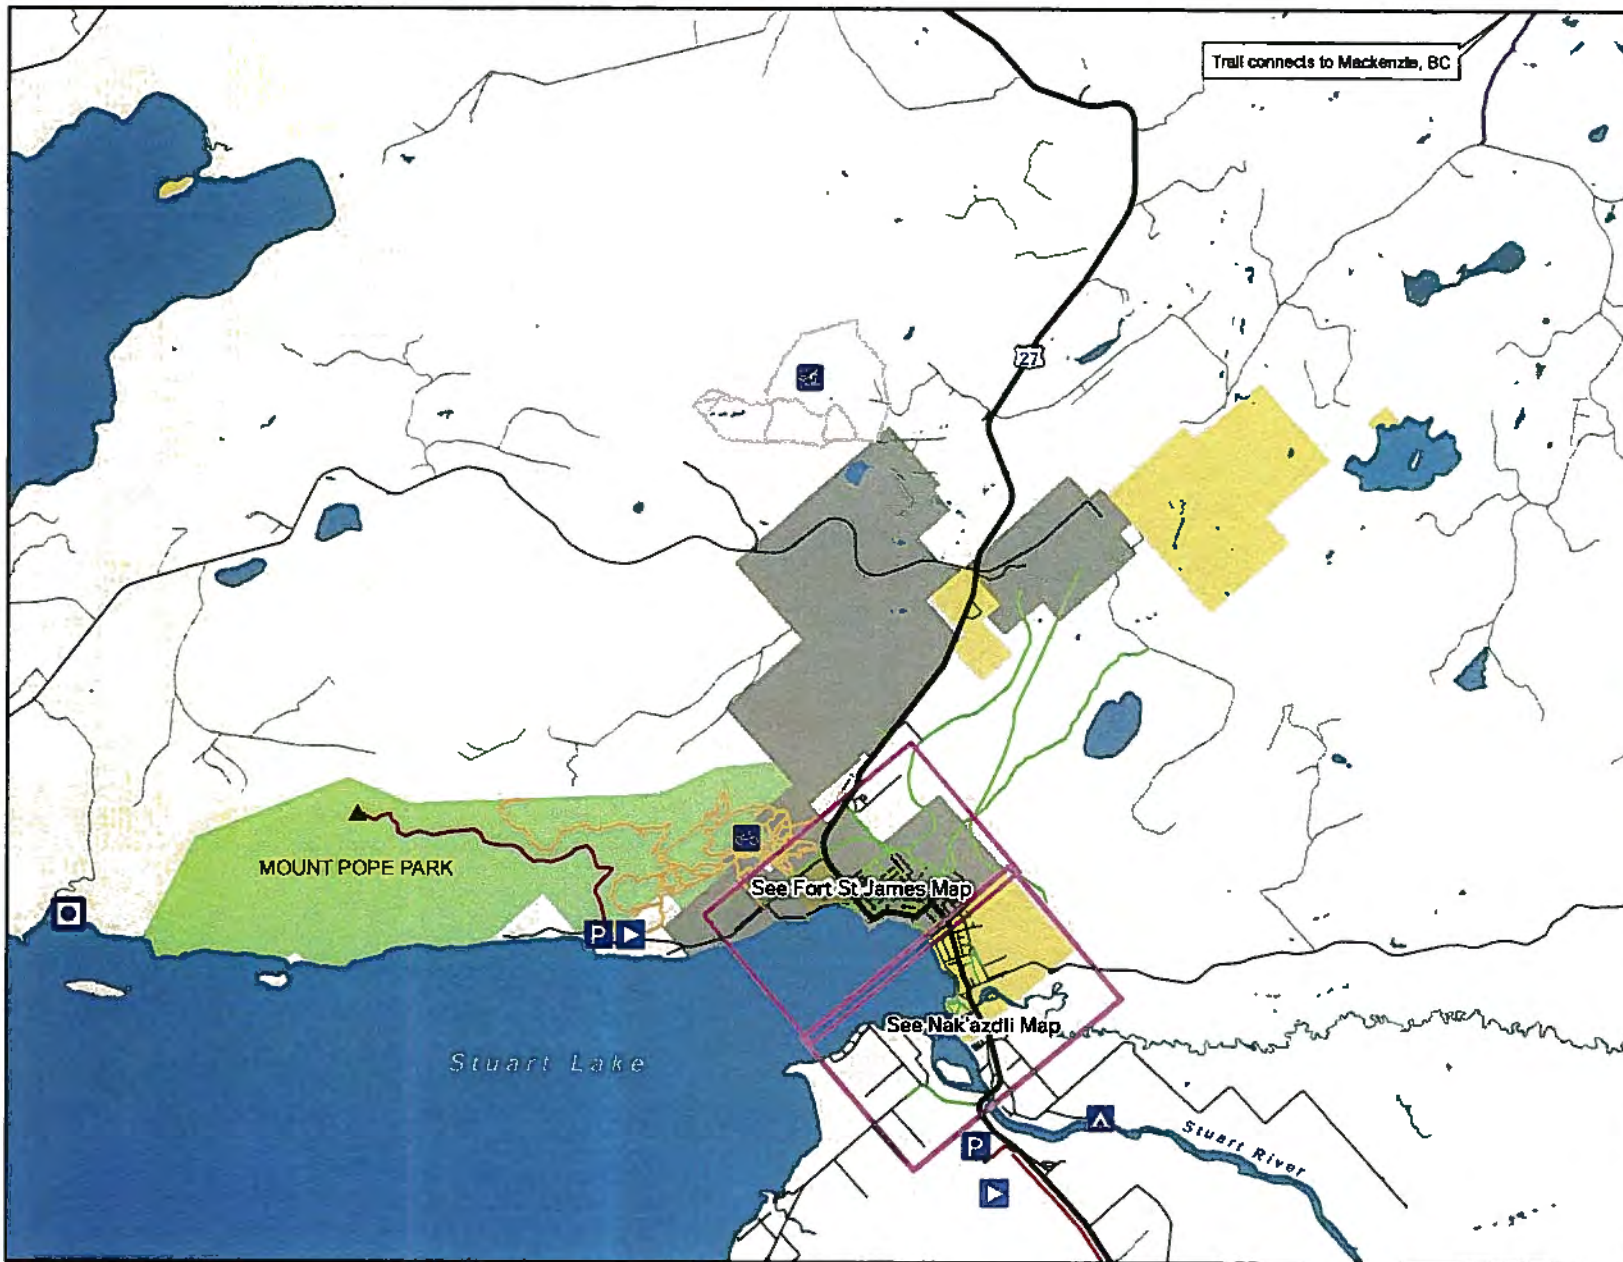 Trail connects to Mackenzie, BC
27
MOUNT POPE PARK
See Fort St James Map
P
See Nak'azdli Map
Stuart Lake
Stuart River
P